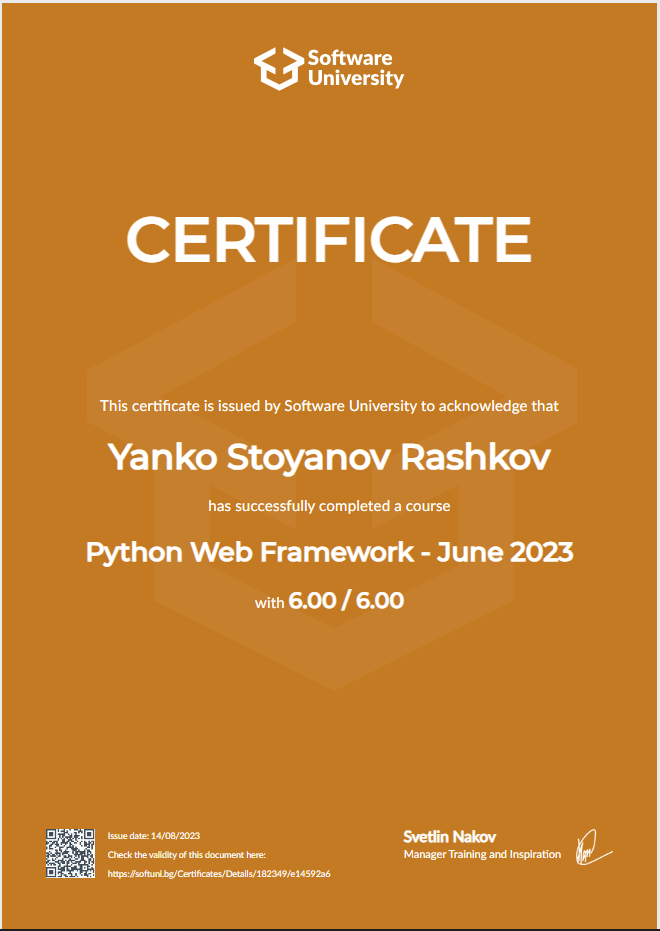 Software
University
CERTIFICATE
This certificate is issued by Software University to acknowledge that
Yanko Stoyanov Rashkov
has successfully completed a course
Python Web Framework - June 2023
with 6.00 / 6.00
Issue date: 14/08/2023
Check the validity of this document here:
https://softuni.bg/Certificates/Details/182349/e14592a6
Svetlin Nakov
Manager Training and Inspiration